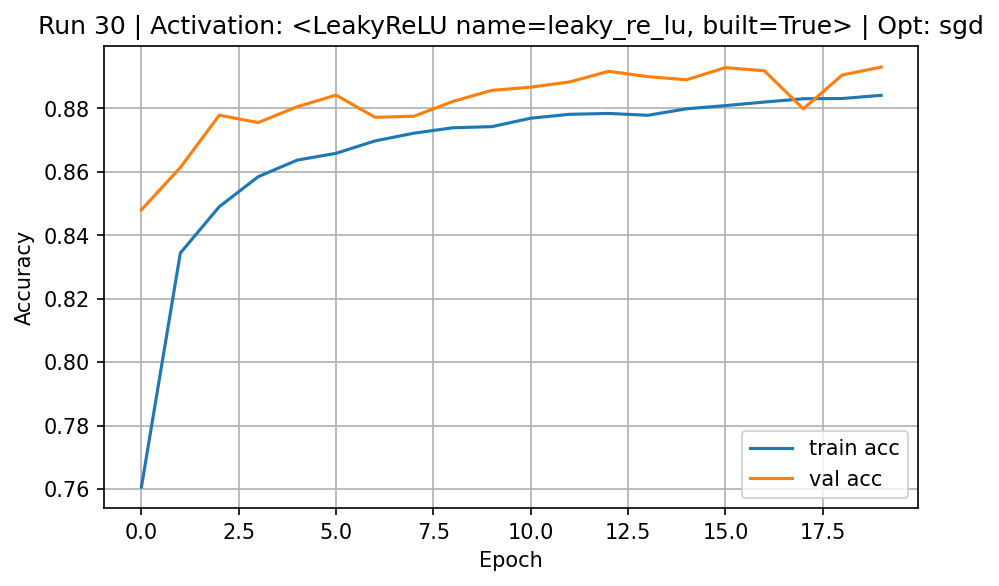 Run 30 | Activation: <LeakyReLU name=leaky_re_lu, built=True> | Opt: sgd
Accuracy
0.88
0.86
0.84
0.82
0.80
0.78
0.76
train acc
val acc
0.0 2.5 5.0 7.5 10.0 12.5 15.0 17.5
Epoch